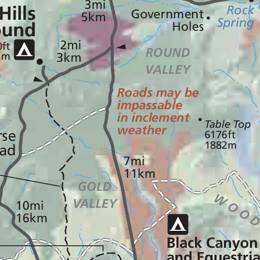 3mi
5km
Government
Holes
Rock
Spring
Hills
ound
0ft
m
2mi
3km
ROUND
VALLEY
Roads may be
impassable
in inclement
weather
Table Top
6176ft
1882m
rse
ad
7mi
11km
GOLD
VALLEY
10mi
16km
WOOD
Black Canyon
and Equestria